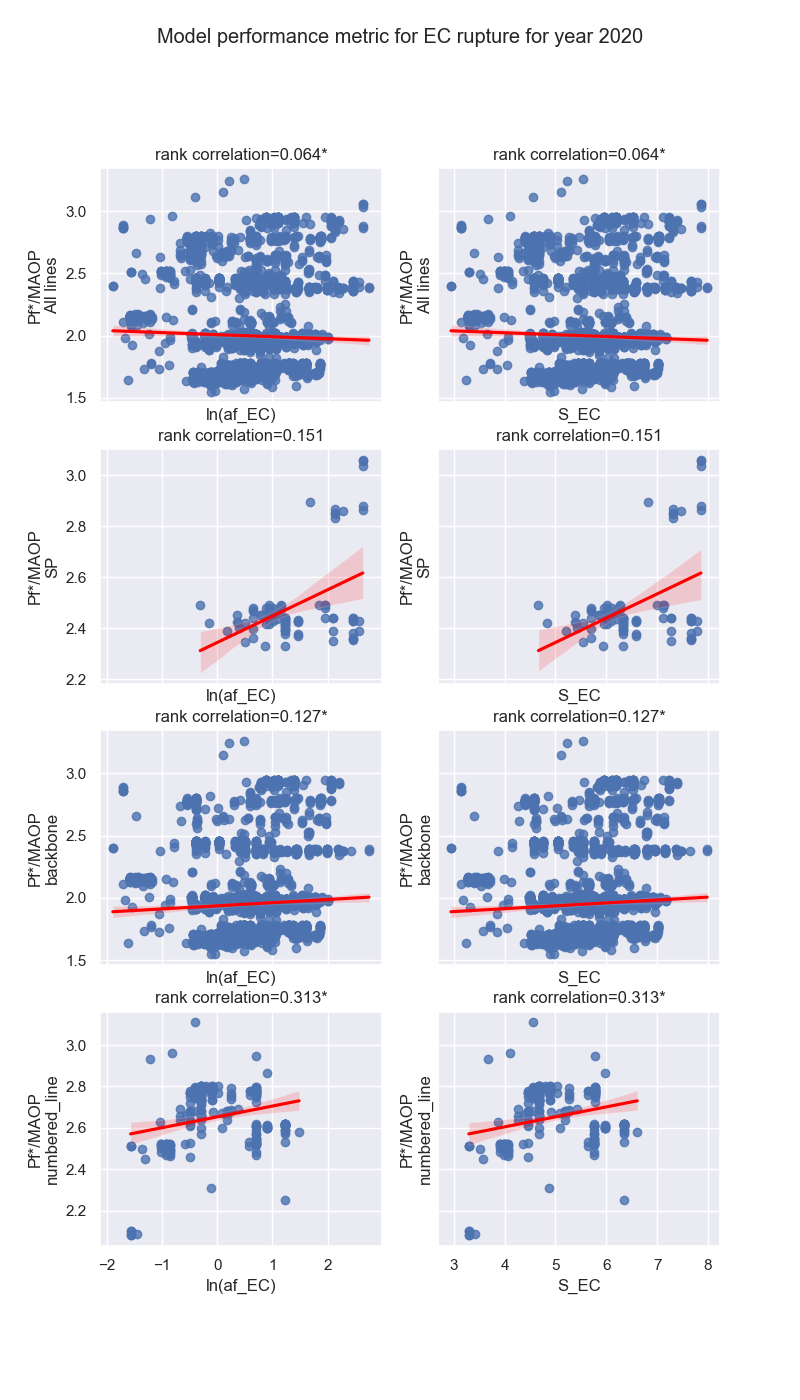 Model performance metric for EC rupture for year 2020
rank correlation=0.064*
rank correlation=0.064*
Pf*/MAOP
All lines
3.0
2.5
2.0
1.5
ln(af_EC)
Pf*/MAOP
All lines
S_EC
rank correlation=0.151
rank correlation=0.151
Pf*/MAOP
SP
3.0
2.8
2.6
2.4
2.2
ln(af_EC)
Pf*/MAOP
SP
S_EC
rank correlation=0.127*
rank correlation=0.127*
Pf*/MAOP
backbone
3.0
2.5
2.0
1.5
ln(af_EC)
Pf*/MAOP
backbone
S_EC
rank correlation=0.313*
rank correlation=0.313*
Pf*/MAOP
numbered_line
3.0
2.8
2.6
2.4
2.2
−2 −1 0 1 2
ln(af_EC)
Pf*/MAOP
numbered_line
3 4 5 6 7 8
S_EC